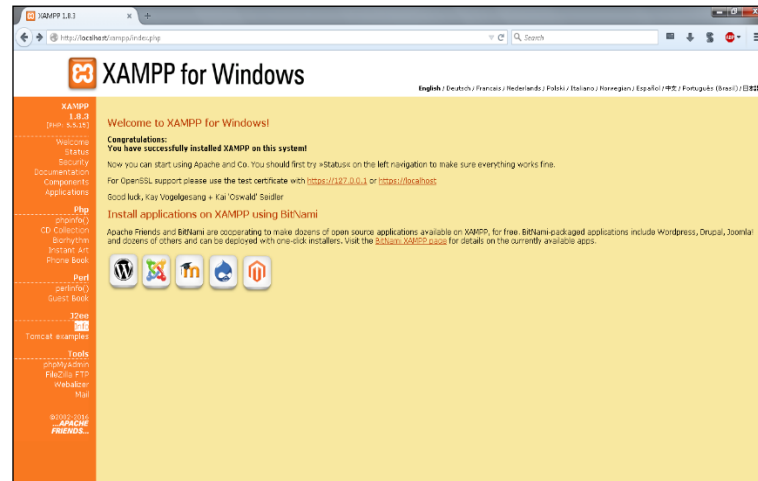 XAMPP 1.8.3
http://localhost/xampp/index.php
Search
XAMPP for Windows
English / Deutsch / Francais / Nederlands / Polski / Italiano / Norwegian / Español / 中文 / Português (Brasil) / 日本語
XAMPP
1.8.3
[PHP: 5.5.15]
Welcome
Status
Security
Documentation
Components
Applications
Php
phpinfo()
CD Collection
Biorhythm
Instant Art
Phone Book
Perl
perlinfo()
Guest Book
J2ee
Info
Tomcat examples
Tools
phpMyAdmin
FileZilla FTP
Webalizer
Mail
©2002-2016
...APACHE
FRIENDS...
Welcome to XAMPP for Windows!
Congratulations:
You have successfully installed XAMPP on this system!
Now you can start using Apache and Co. You should first try »Status« on the left navigation to make sure everything works fine.
For OpenSSL support please use the test certificate with https://127.0.0.1 or https://localhost
Good luck, Kay Vogelgesang + Kai 'Oswald' Seidler
Install applications on XAMPP using BitNami
Apache Friends and BitNami are cooperating to make dozens of open source applications available on XAMPP, for free. BitNami-packaged applications include Wordpress, Drupal, Joomla!
and dozens of others and can be deployed with one-click installers. Visit the BitNami XAMPP page for details on the currently available apps.